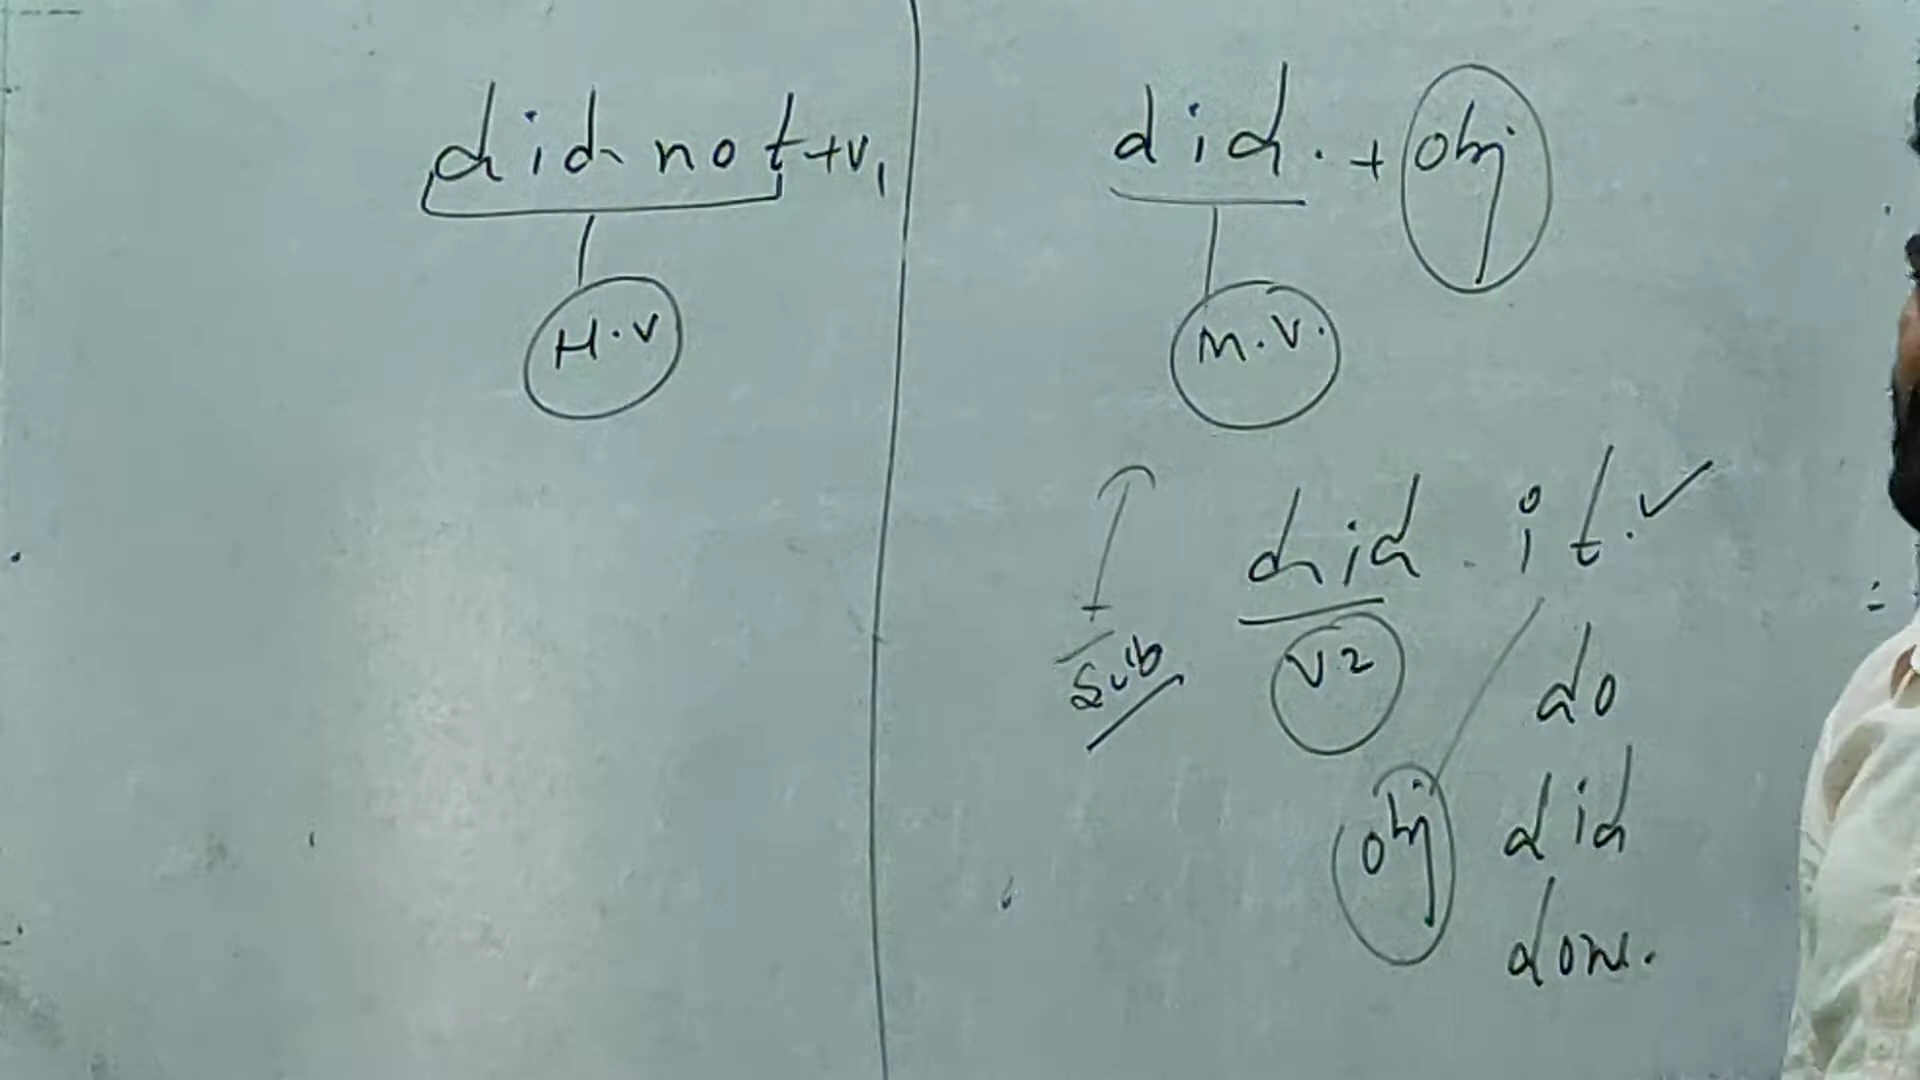 did not + V1
H.V
did. + obj
M.V.
I did it. ✓
Sub
V2
obj
do
did
done.